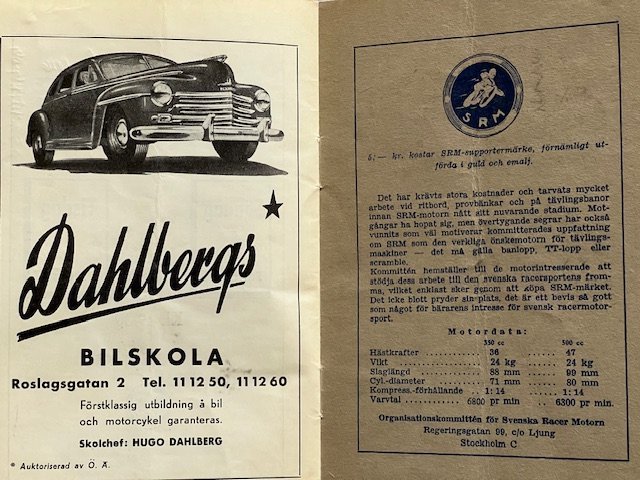 Dahlbergs
BILSKOLA
Roslagsgatan 2 Tel. 11 12 50, 11 12 60
Förstklassig utbildning å bil
och motorcykel garanteras.
Skolchef: HUGO DAHLBERG
* Auktoriserad av Ö. Ä.
SRM
5;— kr. kostar SRM-supportermärke, förnämligt ut-
förda i guld och emalj.
Det har krävts stora kostnader och tarvats mycket
arbete vid ritbord, provbänkar och på tävlingsbanor
innan SRM-motorn nått sitt nuvarande stadium. Mot-
gångar ha hopat sig, men övertygande segrar har också
vunnits som väl motiverar kommitterades uppfattning
om SRM som den verkliga önskemotorn för tävlings-
maskiner — det må gälla banlopp, TT-lopp eller
scramble.
Kommittén hemställer till de motorintresserade att
stödja dess arbete till den svenska racersportens from-
ma, vilket enklast sker genom att köpa SRM-märket.
Det icke blott pryder sin plats, det är ett bevis så gott
som något för bärarens intresse för svensk racermotor-
sport.
Motordata:
350 cc 500 cc
Hästkrafter ............ 36 ............ 47
Vikt ............ 24 kg ............ 24 kg
Slaglängd ............ 88 mm ............ 99 mm
Cyl.-diameter ............ 71 mm ............ 80 mm
Kompress.-förhållande .. 1:14 ............ 1:14
Varvtal ............ 6800 pr min .. 6300 pr min
Organisationskommittén för Svenska Racer Motorn
Regeringsgatan 99, c/o Ljung
Stockholm C